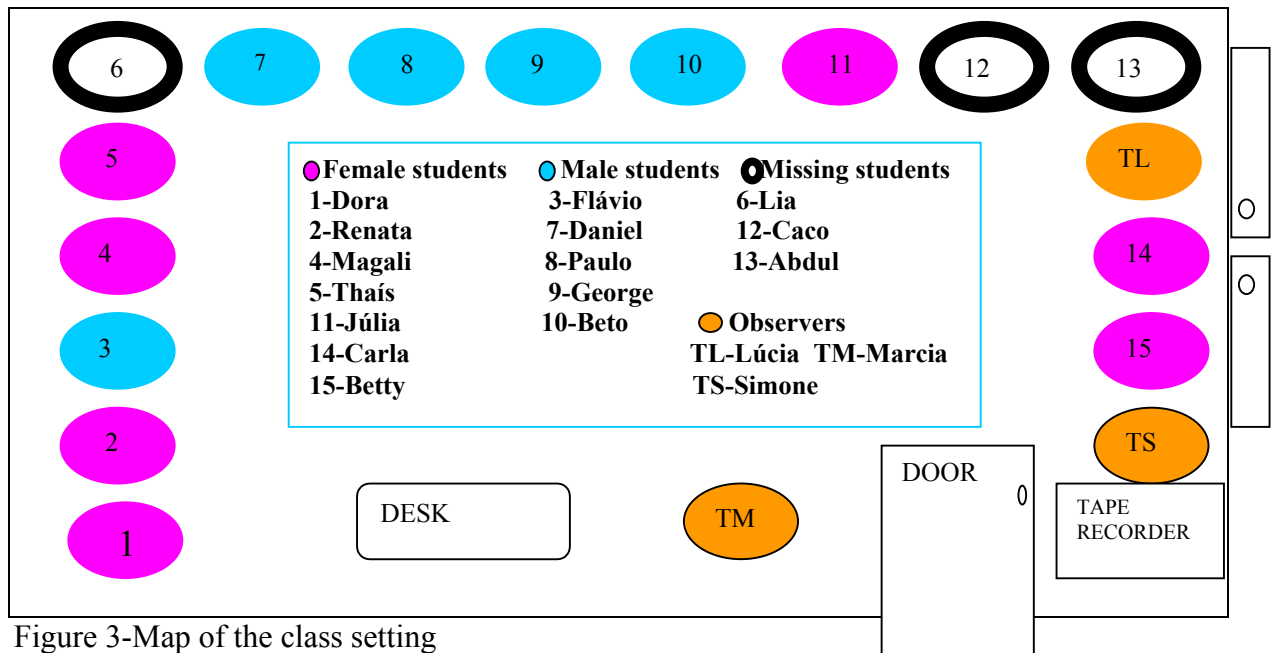 6 7 8 9 10 11 12 13
5 TL
Female students Male students Missing students
1-Dora 3-Flávio 6-Lia
2-Renata 7-Daniel 12-Caco
4 14
4-Magali 8-Paulo 13-Abdul
5-Thaís 9-George
11-Júlia 10-Beto Observers
3 15
14-Carla TL-Lúcia TM-Marcia
15-Betty TS-Simone
2 TS
DOOR
DESK TM TAPE
RECORDER
1
Figure 3-Map of the class setting